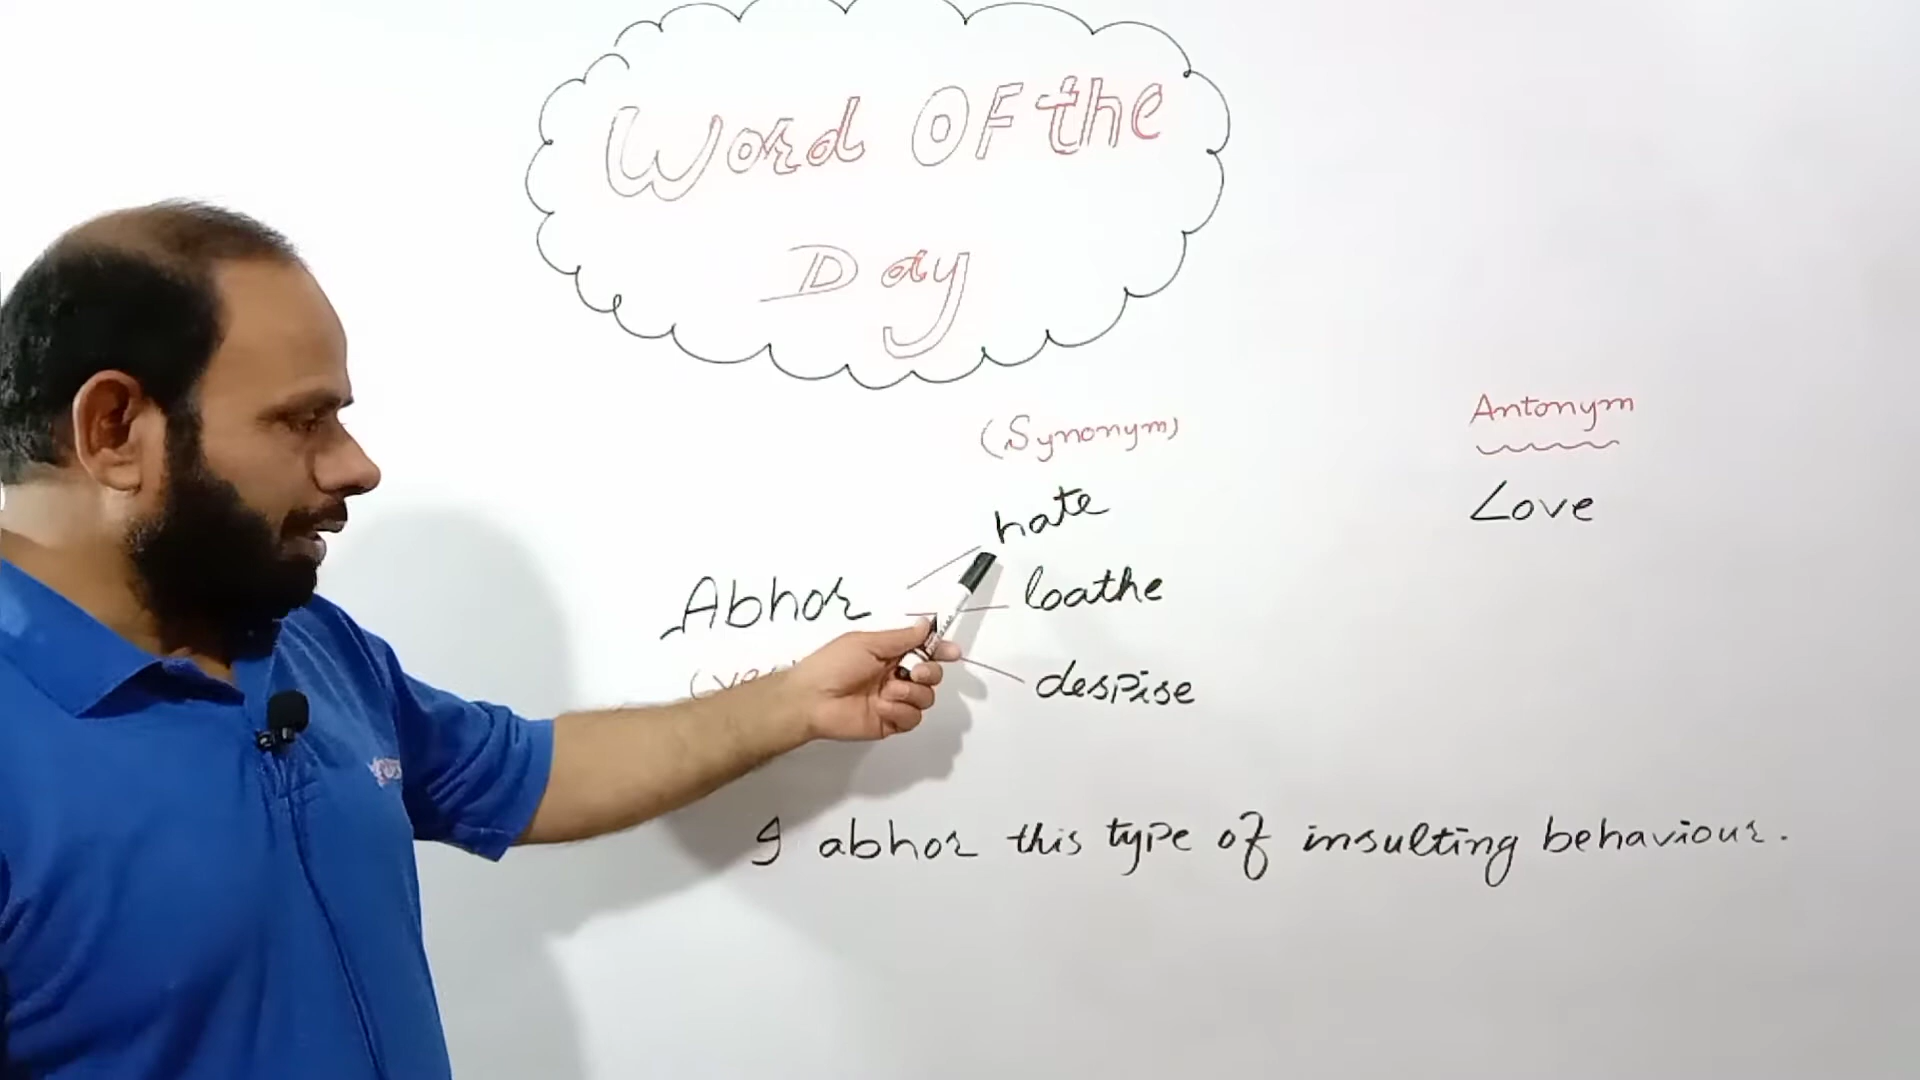 Word Of the
Day
(Synonym)
Antonym
hate
Love
Abhor
loathe
despise
I abhor this type of insulting behaviour.